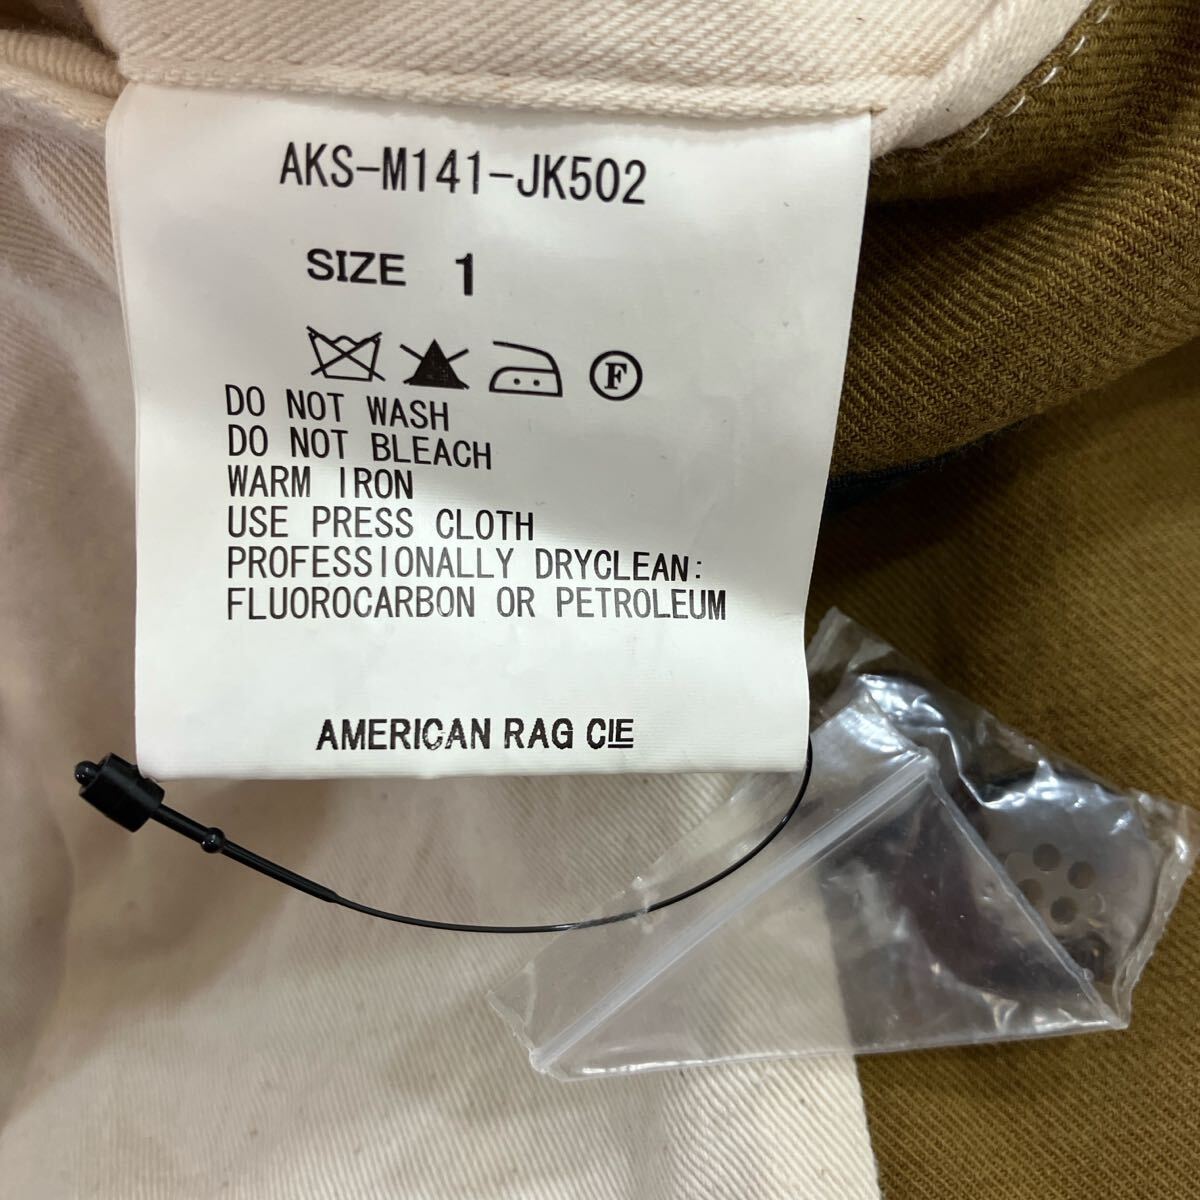 AKS-M141-JK502
SIZE 1
F
DO NOT WASH
DO NOT BLEACH
WARM IRON
USE PRESS CLOTH
PROFESSIONALLY DRYCLEAN:
FLUOROCARBON OR PETROLEUM
AMERICAN RAG CIE